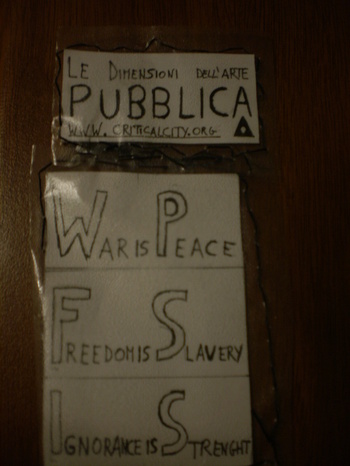 LE DIMENSIONI DELL'ARTE
PUBBLICA
WWW.CRITICALCITY.ORG
WAR IS PEACE
FREEDOM IS SLAVERY
IGNORANCE IS STRENGHT